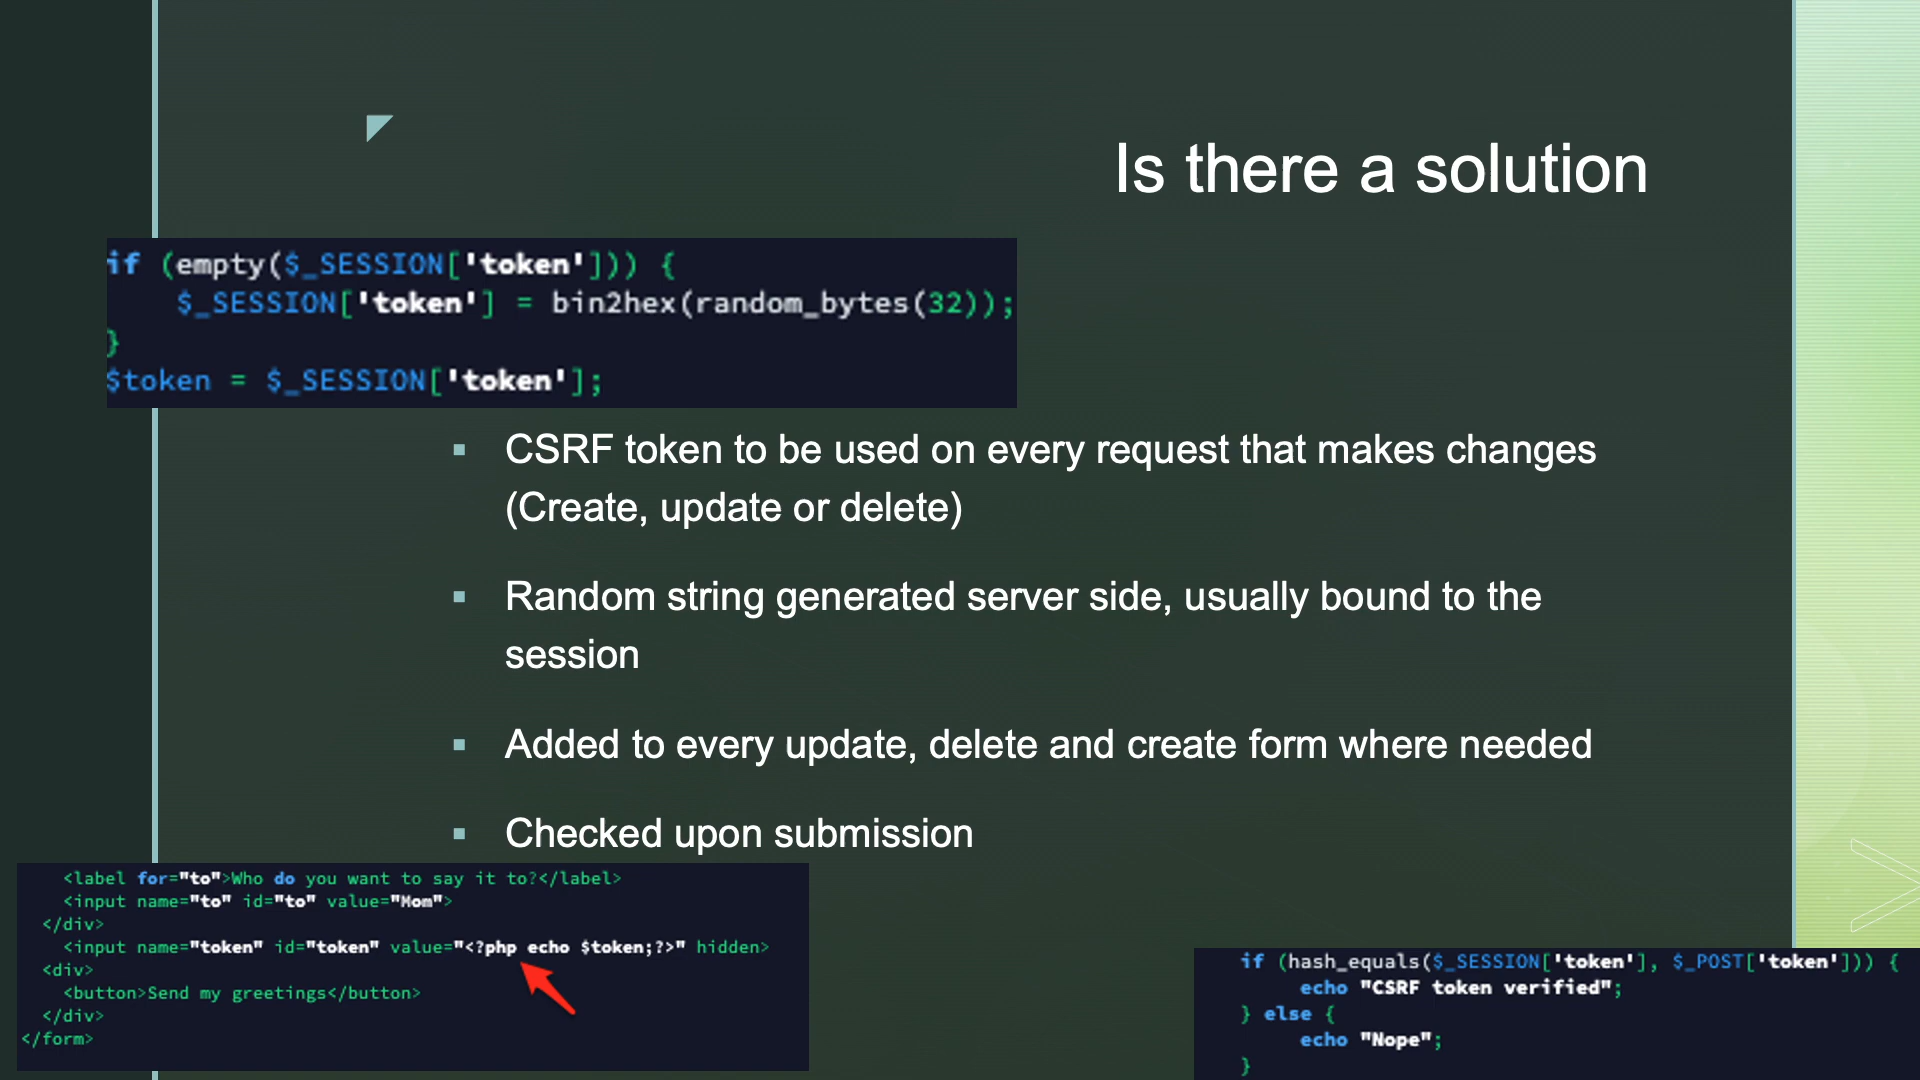 Is there a solution
if (empty($_SESSION['token'])) {
    $_SESSION['token'] = bin2hex(random_bytes(32));
}
$token = $_SESSION['token'];
▪ CSRF token to be used on every request that makes changes
(Create, update or delete)
▪ Random string generated server side, usually bound to the
session
▪ Added to every update, delete and create form where needed
▪ Checked upon submission
    <label for="to">Who do you want to say it to?</label>
    <input name="to" id="to" value="Mom">
  </div>
    <input name="token" id="token" value="<?php echo $token;?>" hidden>
  <div>
    <button>Send my greetings</button>
  </div>
</form>
if (hash_equals($_SESSION['token'], $_POST['token'])) {
     echo "CSRF token verified";
} else {
     echo "Nope";
}